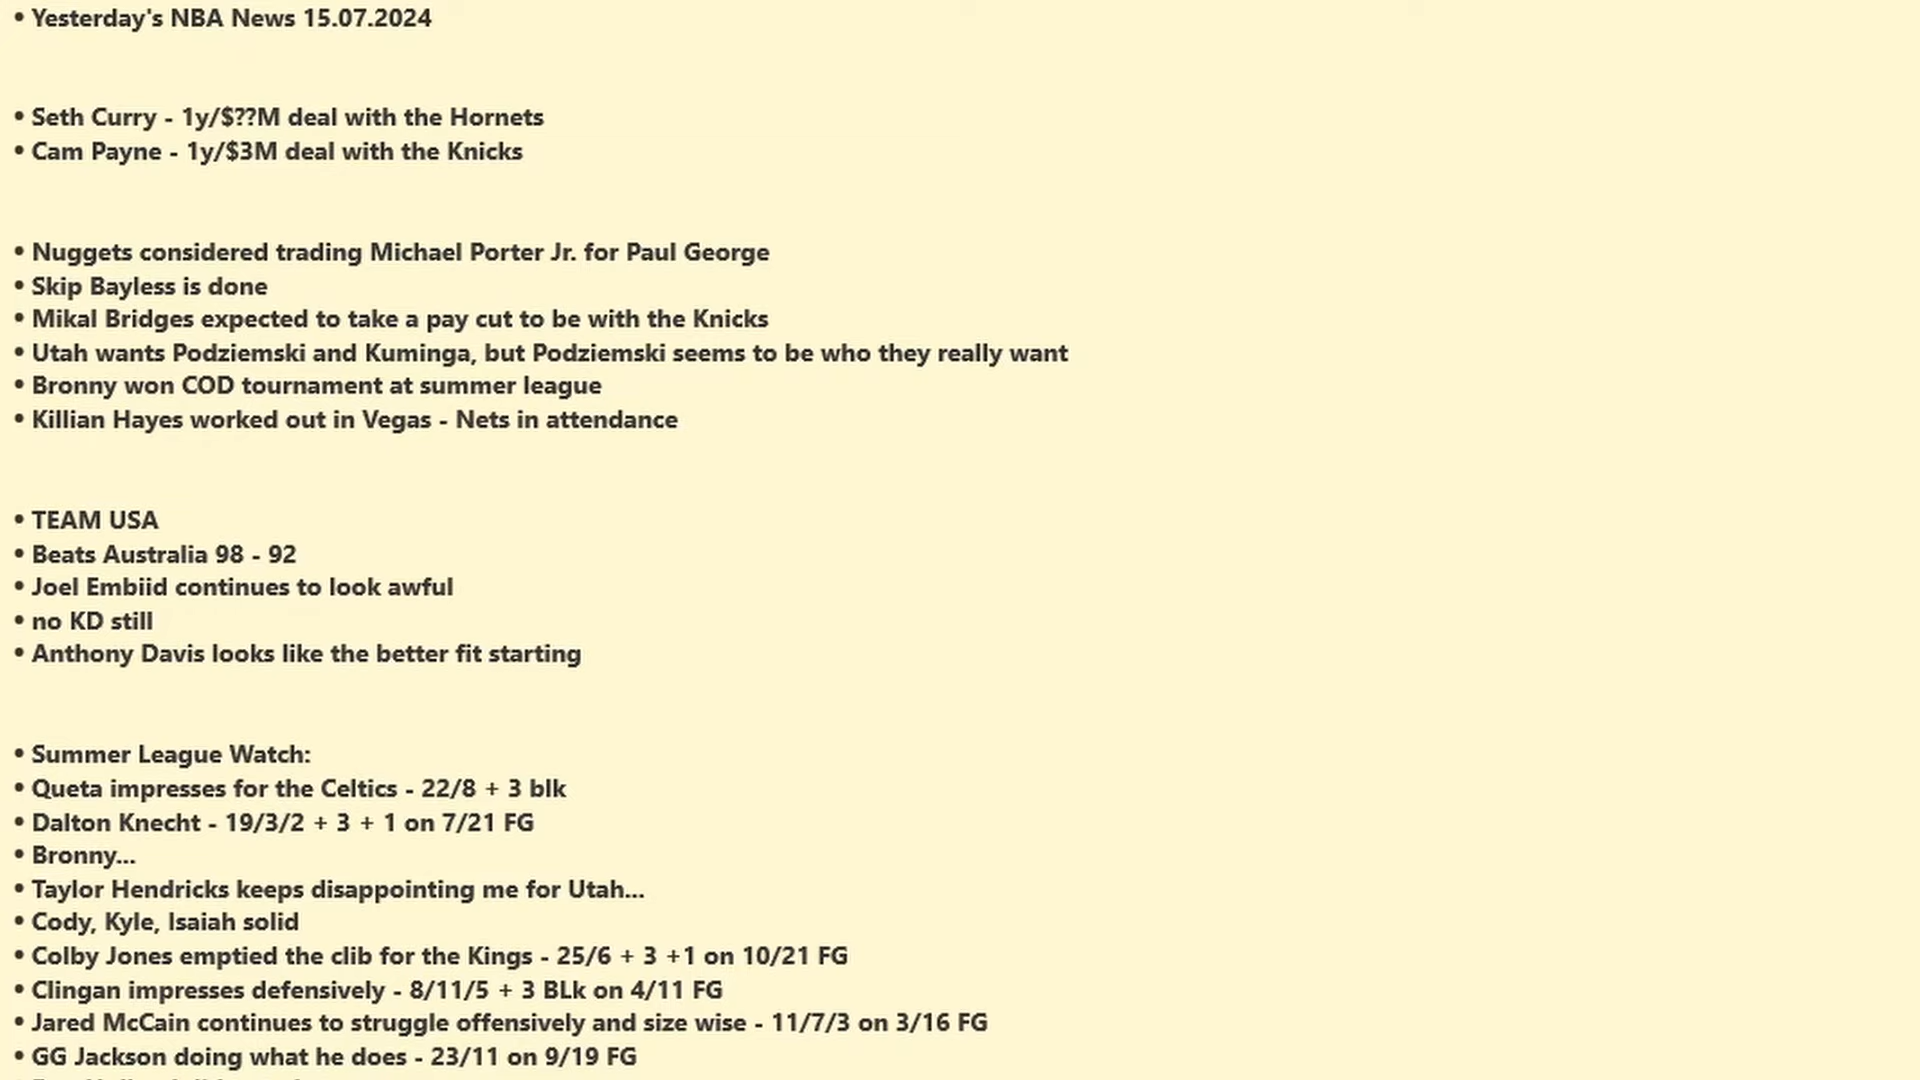 • Yesterday's NBA News 15.07.2024
• Seth Curry - 1y/$??M deal with the Hornets
• Cam Payne - 1y/$3M deal with the Knicks
• Nuggets considered trading Michael Porter Jr. for Paul George
• Skip Bayless is done
• Mikal Bridges expected to take a pay cut to be with the Knicks
• Utah wants Podziemski and Kuminga, but Podziemski seems to be who they really want
• Bronny won COD tournament at summer league
• Killian Hayes worked out in Vegas - Nets in attendance
• TEAM USA
• Beats Australia 98 - 92
• Joel Embiid continues to look awful
• no KD still
• Anthony Davis looks like the better fit starting
• Summer League Watch:
• Queta impresses for the Celtics - 22/8 + 3 blk
• Dalton Knecht - 19/3/2 + 3 + 1 on 7/21 FG
• Bronny...
• Taylor Hendricks keeps disappointing me for Utah...
• Cody, Kyle, Isaiah solid
• Colby Jones emptied the clib for the Kings - 25/6 + 3 +1 on 10/21 FG
• Clingan impresses defensively - 8/11/5 + 3 BLk on 4/11 FG
• Jared McCain continues to struggle offensively and size wise - 11/7/3 on 3/16 FG
• GG Jackson doing what he does - 23/11 on 9/19 FG